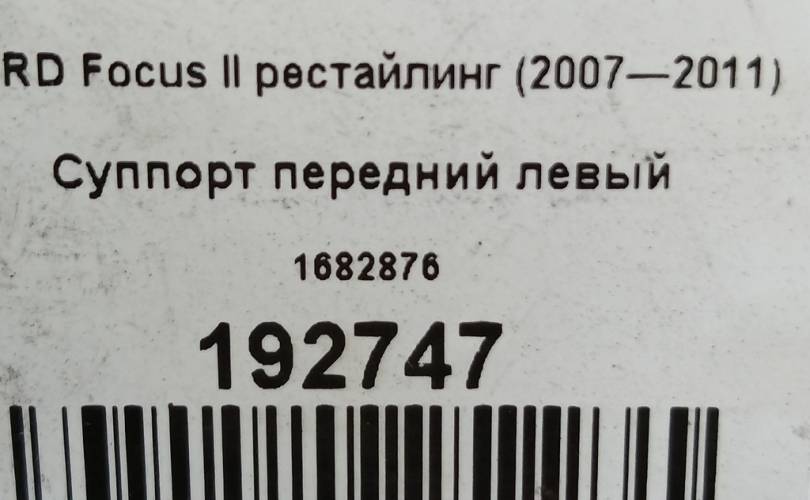 RD Focus II рестайлинг (2007—2011)
Суппорт передний левый
1682876
192747